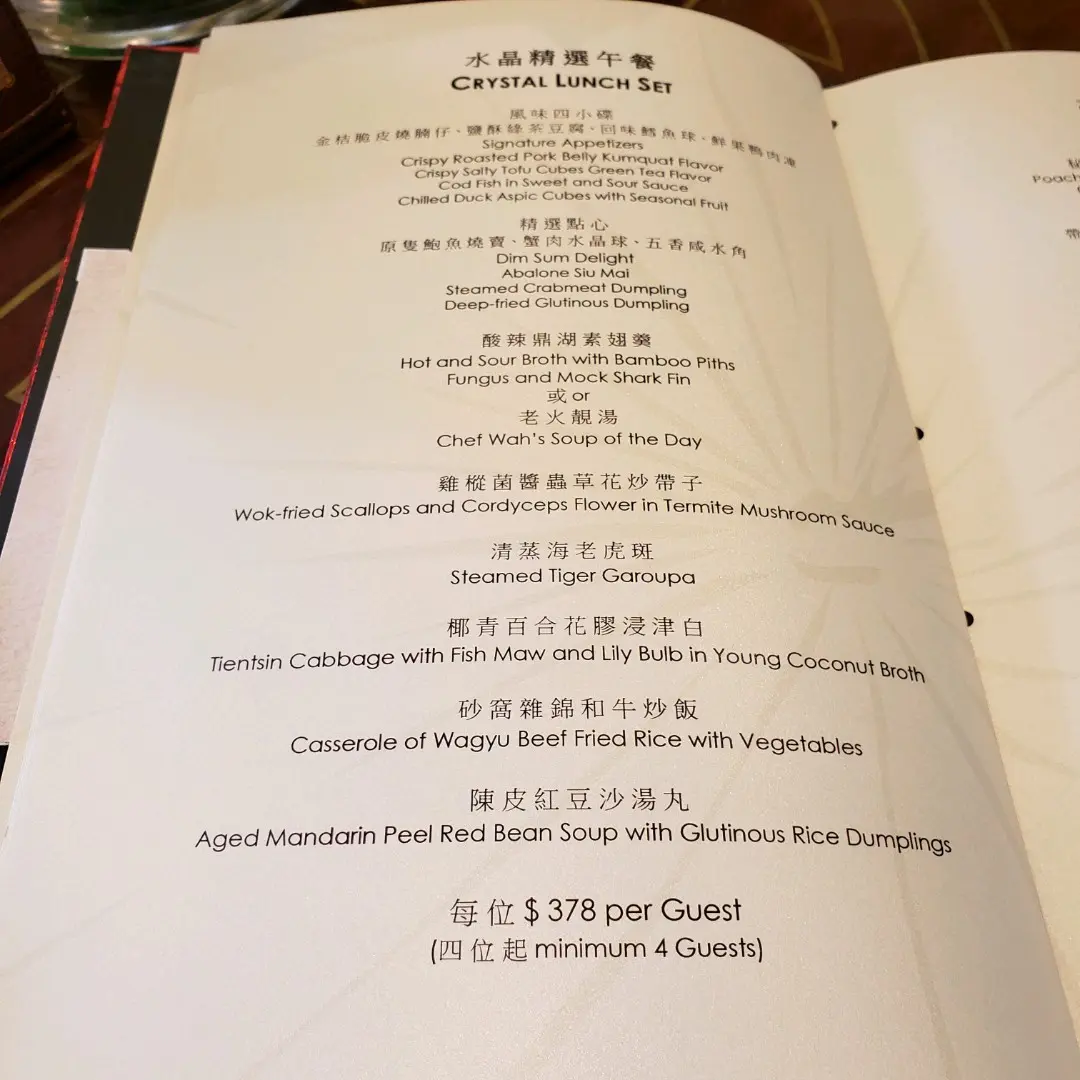 水晶精選午餐
CRYSTAL LUNCH SET
風味四小碟
金桔脆皮燒腩仔、鹽酥綠茶豆腐、回味鱈魚球、鮮果鴨肉凍
Signature Appetizers
Crispy Roasted Pork Belly Kumquat Flavor
Crispy Salty Tofu Cubes Green Tea Flavor
Cod Fish in Sweet and Sour Sauce
Chilled Duck Aspic Cubes with Seasonal Fruit
精選點心
原隻鮑魚燒賣、蟹肉水晶球、五香咸水角
Dim Sum Delight
Abalone Siu Mai
Steamed Crabmeat Dumpling
Deep-fried Glutinous Dumpling
酸辣鼎湖素翅羹
Hot and Sour Broth with Bamboo Piths
Fungus and Mock Shark Fin
或 or
老火靚湯
Chef Wah's Soup of the Day
雞樅菌醬蟲草花炒帶子
Wok-fried Scallops and Cordyceps Flower in Termite Mushroom Sauce
清蒸海老虎斑
Steamed Tiger Garoupa
椰青百合花膠浸津白
Tientsin Cabbage with Fish Maw and Lily Bulb in Young Coconut Broth
砂窩雜錦和牛炒飯
Casserole of Wagyu Beef Fried Rice with Vegetables
陳皮紅豆沙湯丸
Aged Mandarin Peel Red Bean Soup with Glutinous Rice Dumplings
每位 $ 378 per Guest
(四位起 minimum 4 Guests)
Poach